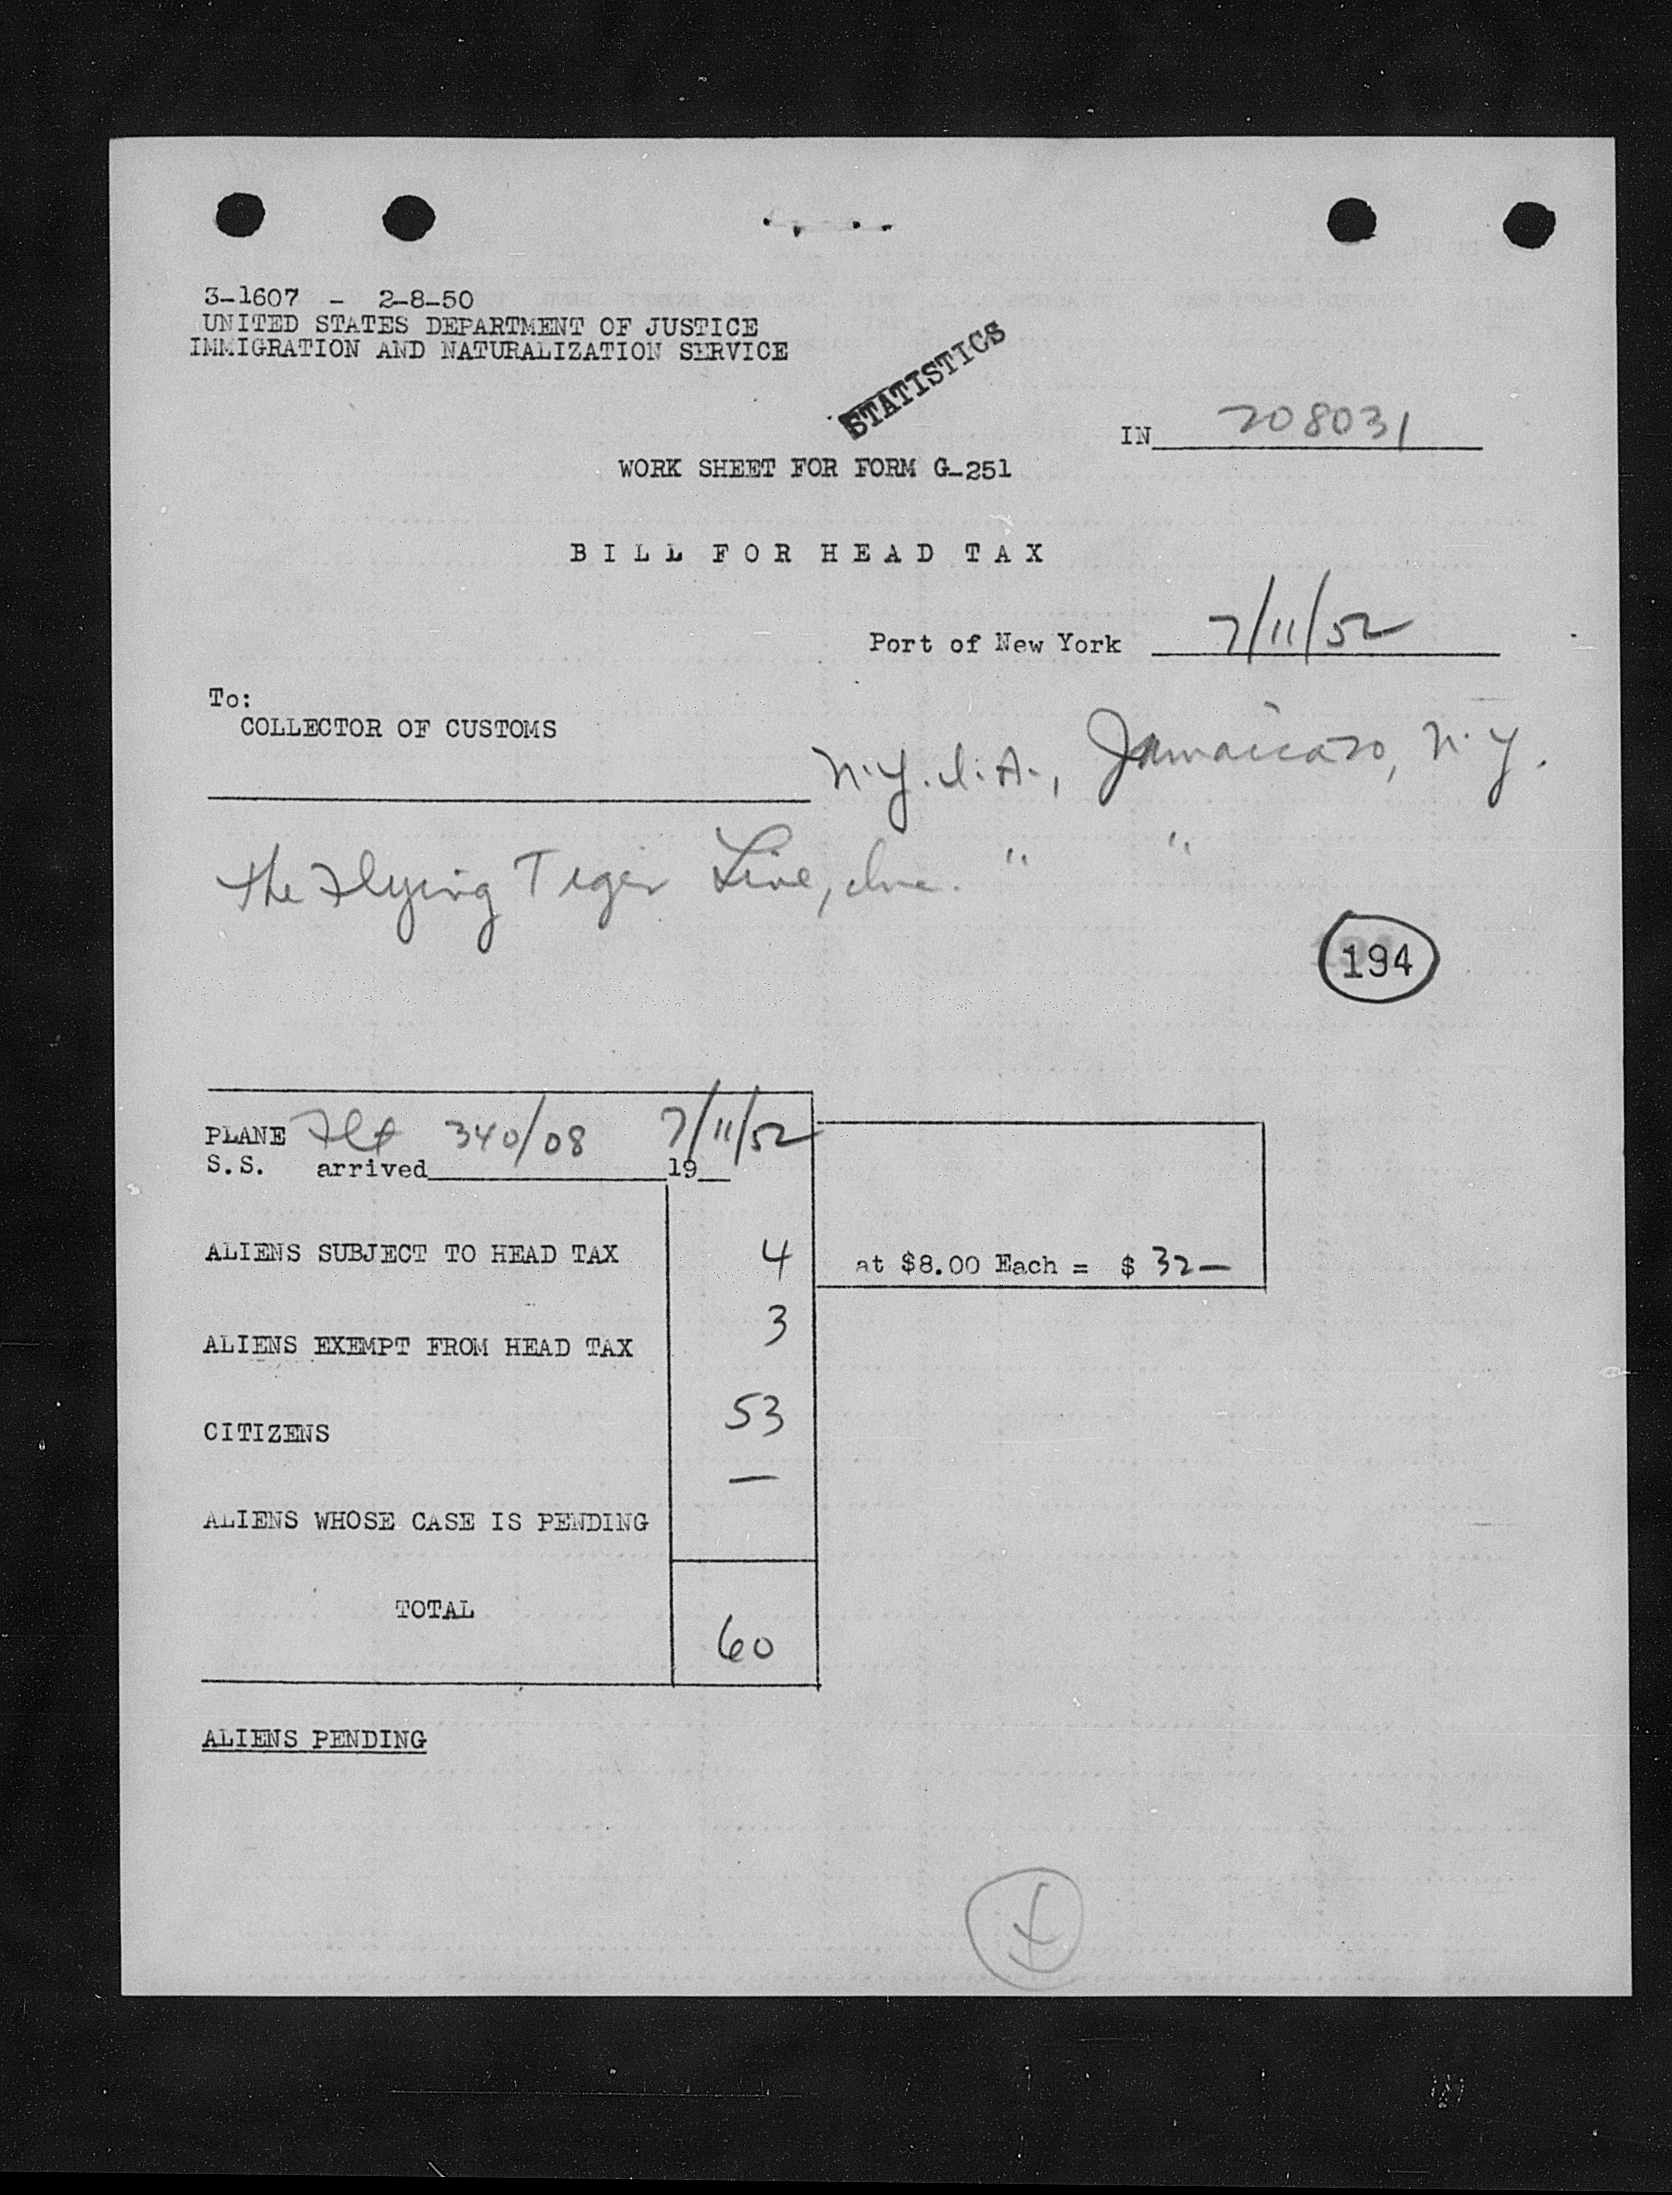 3-1607 - 2-8-50
UNITED STATES DEPARTMENT OF JUSTICE
IMMIGRATION AND NATURALIZATION SERVICE
STATISTICS
IN 208031
WORK SHEET FOR FORM G-251
BILL FOR HEAD TAX
Port of New York 7/11/52
To:
COLLECTOR OF CUSTOMS
N.Y.I.A., Jamaica 30, N.Y.
The Flying Tiger Line, Inc. " "
194
PLANE Flt 340/08 7/11/52
S.S. arrived 19
ALIENS SUBJECT TO HEAD TAX 4 at $8.00 Each = $ 32-
ALIENS EXEMPT FROM HEAD TAX 3
CITIZENS 53
ALIENS WHOSE CASE IS PENDING —
TOTAL 60
ALIENS PENDING